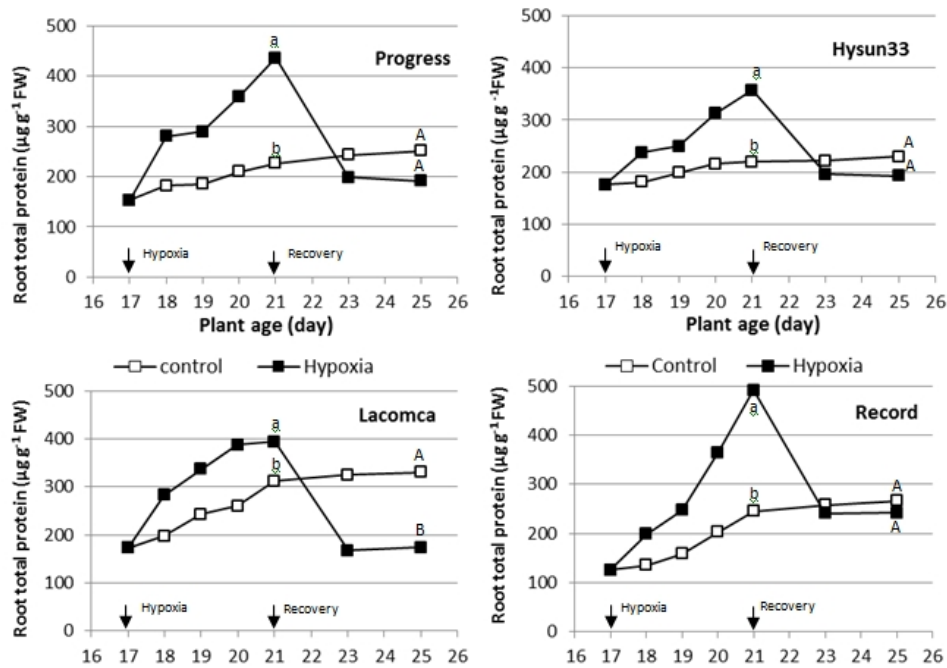 Progress
Root total protein (µg g-1 FW)
500
400
300
200
100
0
a
b
A
A
Hypoxia
Recovery
16 17 18 19 20 21 22 23 24 25 26
Plant age (day)
Hysun33
Root total protein (µg g-1FW)
500
400
300
200
100
0
a
b
A
A
Hypoxia
Recovery
16 17 18 19 20 21 22 23 24 25 26
Plant age (day)
control Hypoxia
Lacomca
Root total protein (µg g-1 FW)
500
400
300
200
100
0
a
b
A
B
Hypoxia
Recovery
16 17 18 19 20 21 22 23 24 25 26
Control Hypoxia
Record
Root total protein (µg g-1 FW)
500
400
300
200
100
0
a
b
A
A
Hypoxia
Recovery
16 17 18 19 20 21 22 23 24 25 26